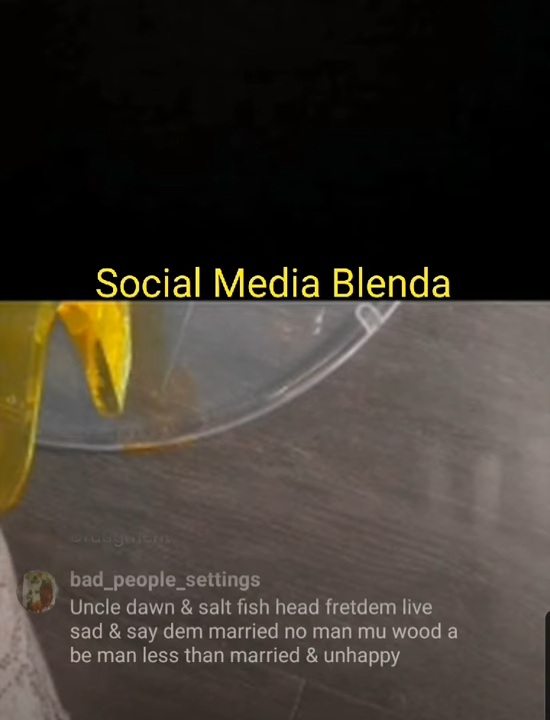 Social Media Blenda
bad_people_settings
Uncle dawn & salt fish head fretdem live
sad & say dem married no man mu wood a
be man less than married & unhappy